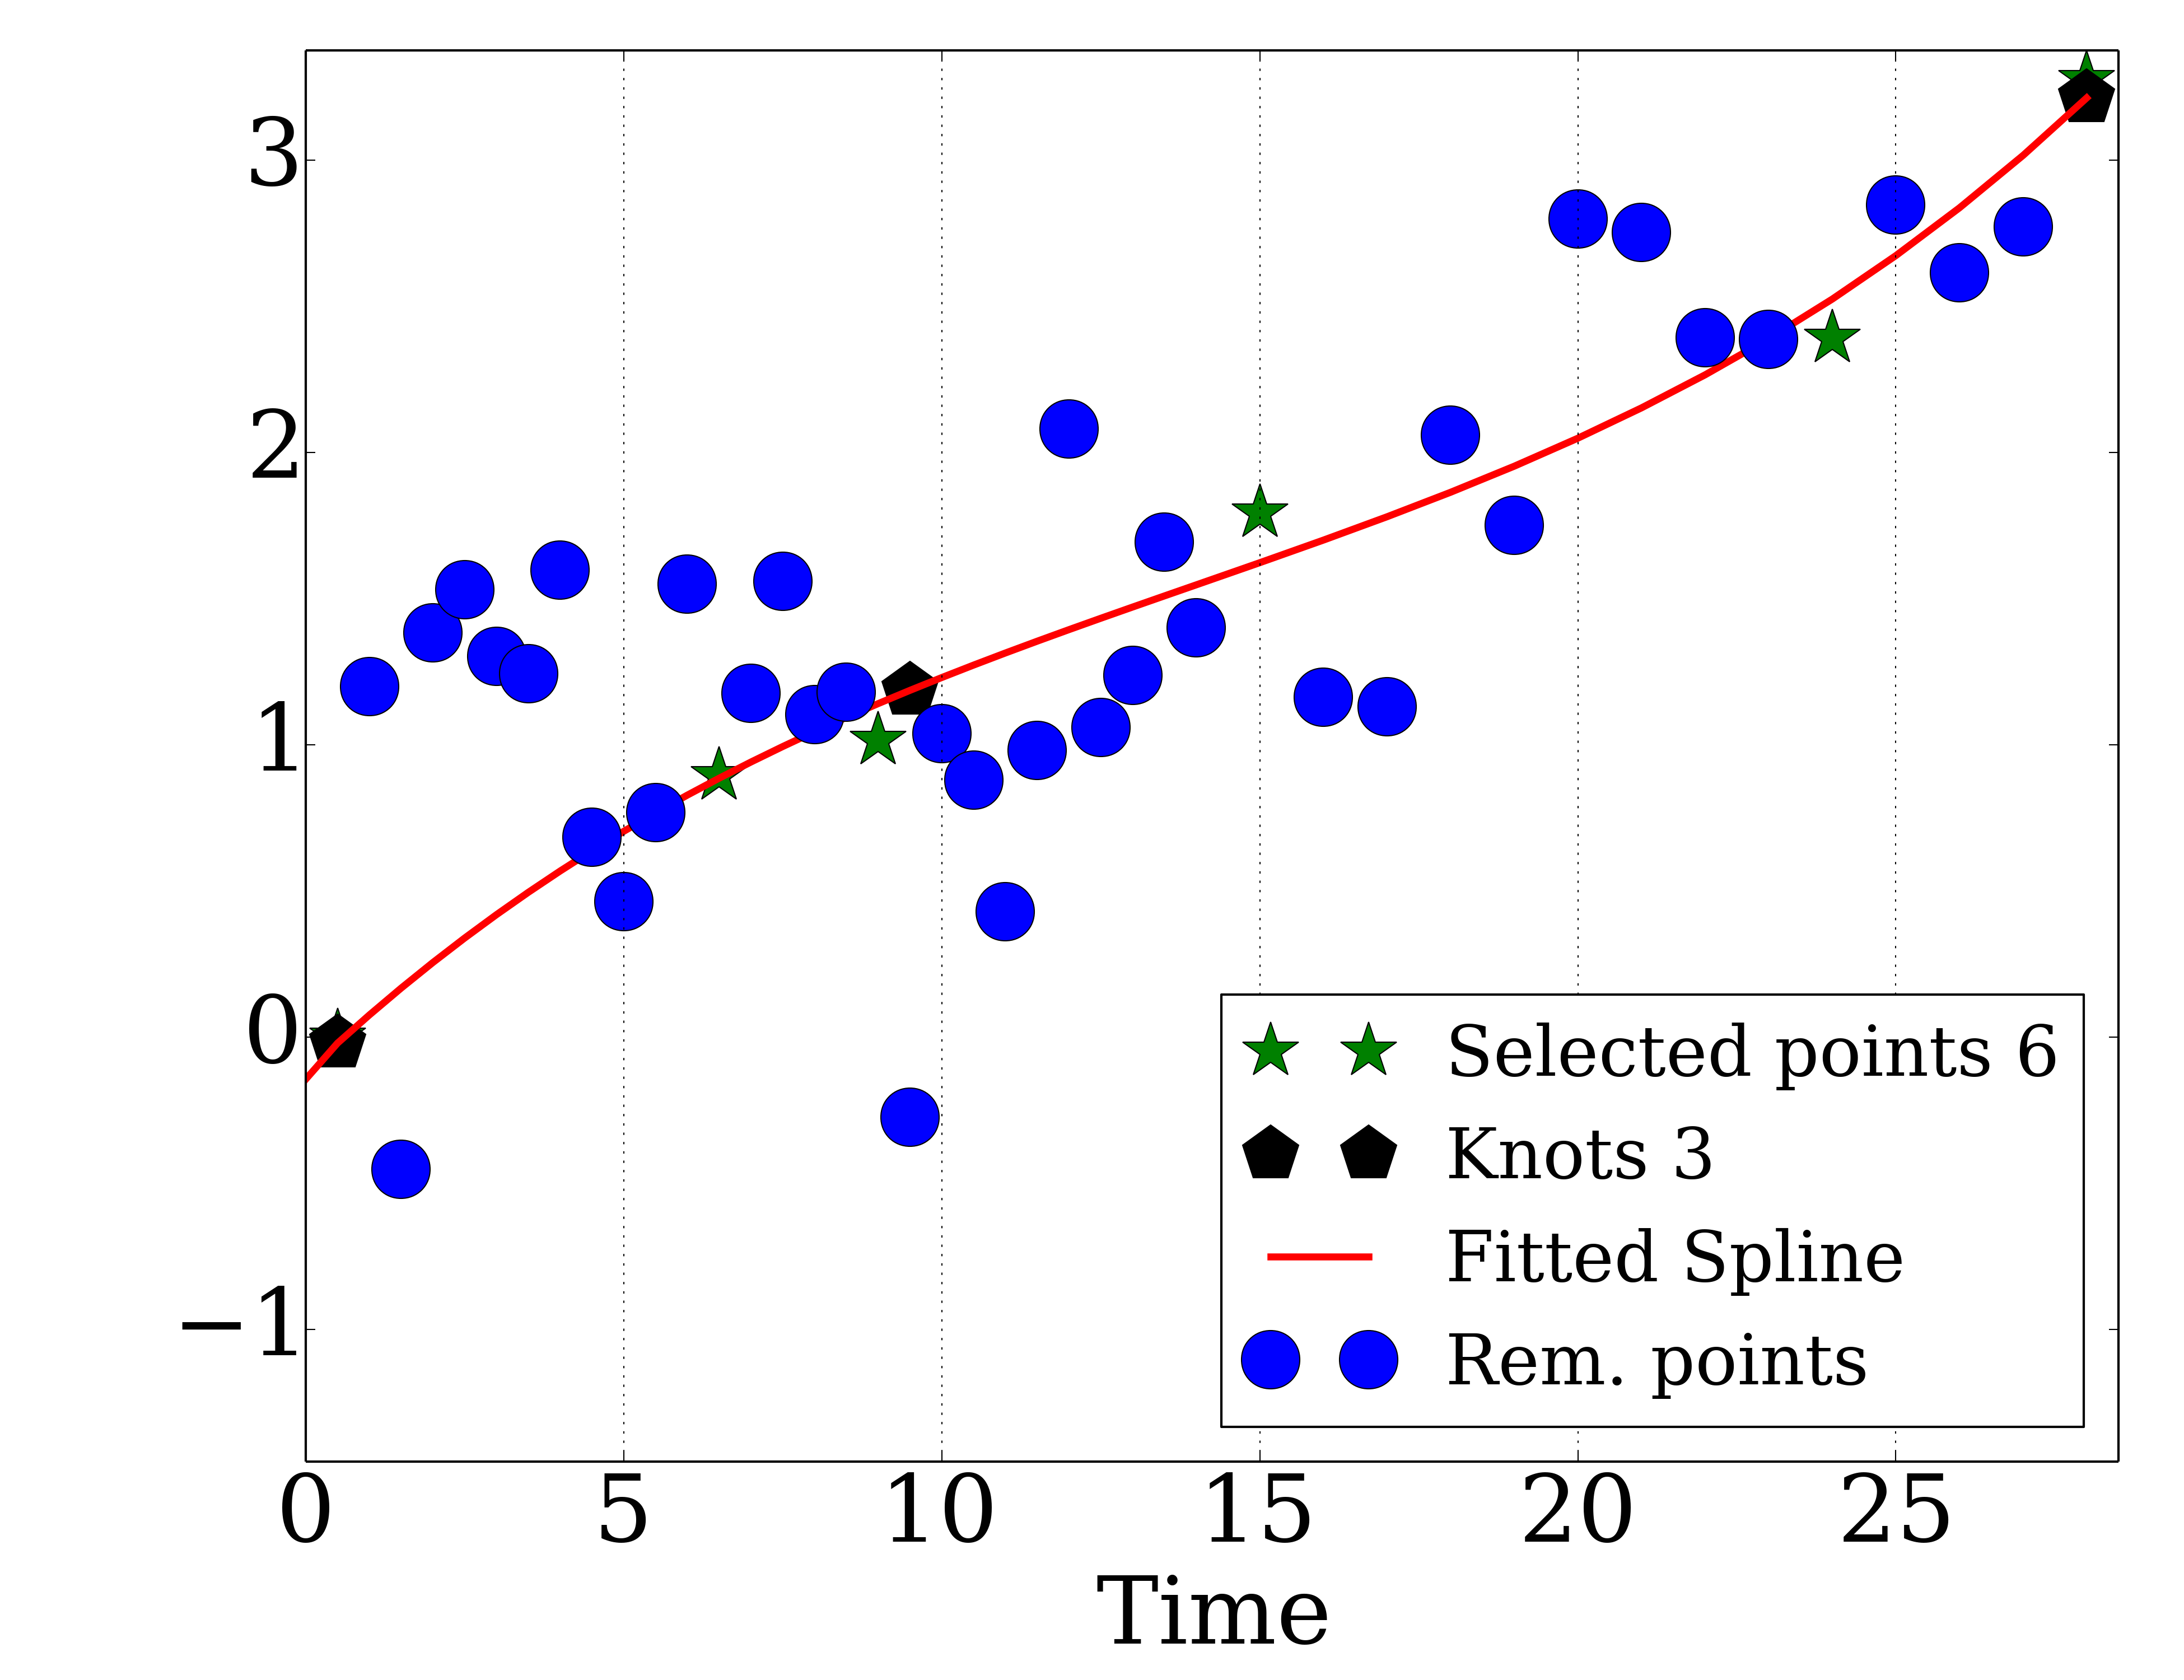 3
2
1
0
−1
Selected points 6
Knots 3
Fitted Spline
Rem. points
0 5 10 15 20 25
Time